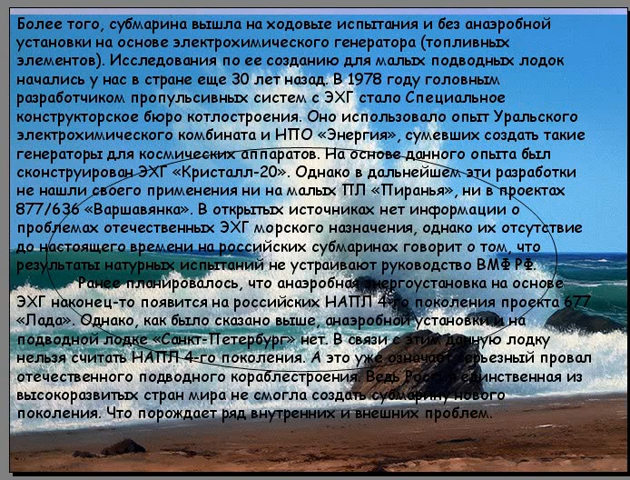 Более того, субмарина вышла на ходовые испытания и без анаэробной
установки на основе электрохимического генератора (топливных
элементов). Исследования по ее созданию для малых подводных лодок
начались у нас в стране еще 30 лет назад. В 1978 году головным
разработчиком пропульсивных систем с ЭХГ стало Специальное
конструкторское бюро котлостроения. Оно использовало опыт Уральского
электрохимического комбината и НПО «Энергия», сумевших создать такие
генераторы для космических аппаратов. На основе данного опыта был
сконструирован ЭХГ «Кристалл-20». Однако в дальнейшем эти разработки
не нашли своего применения ни на малых ПЛ «Пиранья», ни в проектах
877/636 «Варшавянка». В открытых источниках нет информации о
проблемах отечественных ЭХГ морского назначения, однако их отсутствие
до настоящего времени на российских субмаринах говорит о том, что
результаты натурных испытаний не устраивают руководство ВМФ РФ.
Ранее планировалось, что анаэробная энергоустановка на основе
ЭХГ наконец-то появится на российских НАПЛ 4-го поколения проекта 677
«Лада». Однако, как было сказано выше, анаэробной установки и на
подводной лодке «Санкт-Петербург» нет. В связи с этим данную лодку
нельзя считать НАПЛ 4-го поколения. А это уже означает серьезный провал
отечественного подводного кораблестроения. Ведь Россия единственная из
высокоразвитых стран мира не смогла создать субмарину нового
поколения. Что порождает ряд внутренних и внешних проблем.